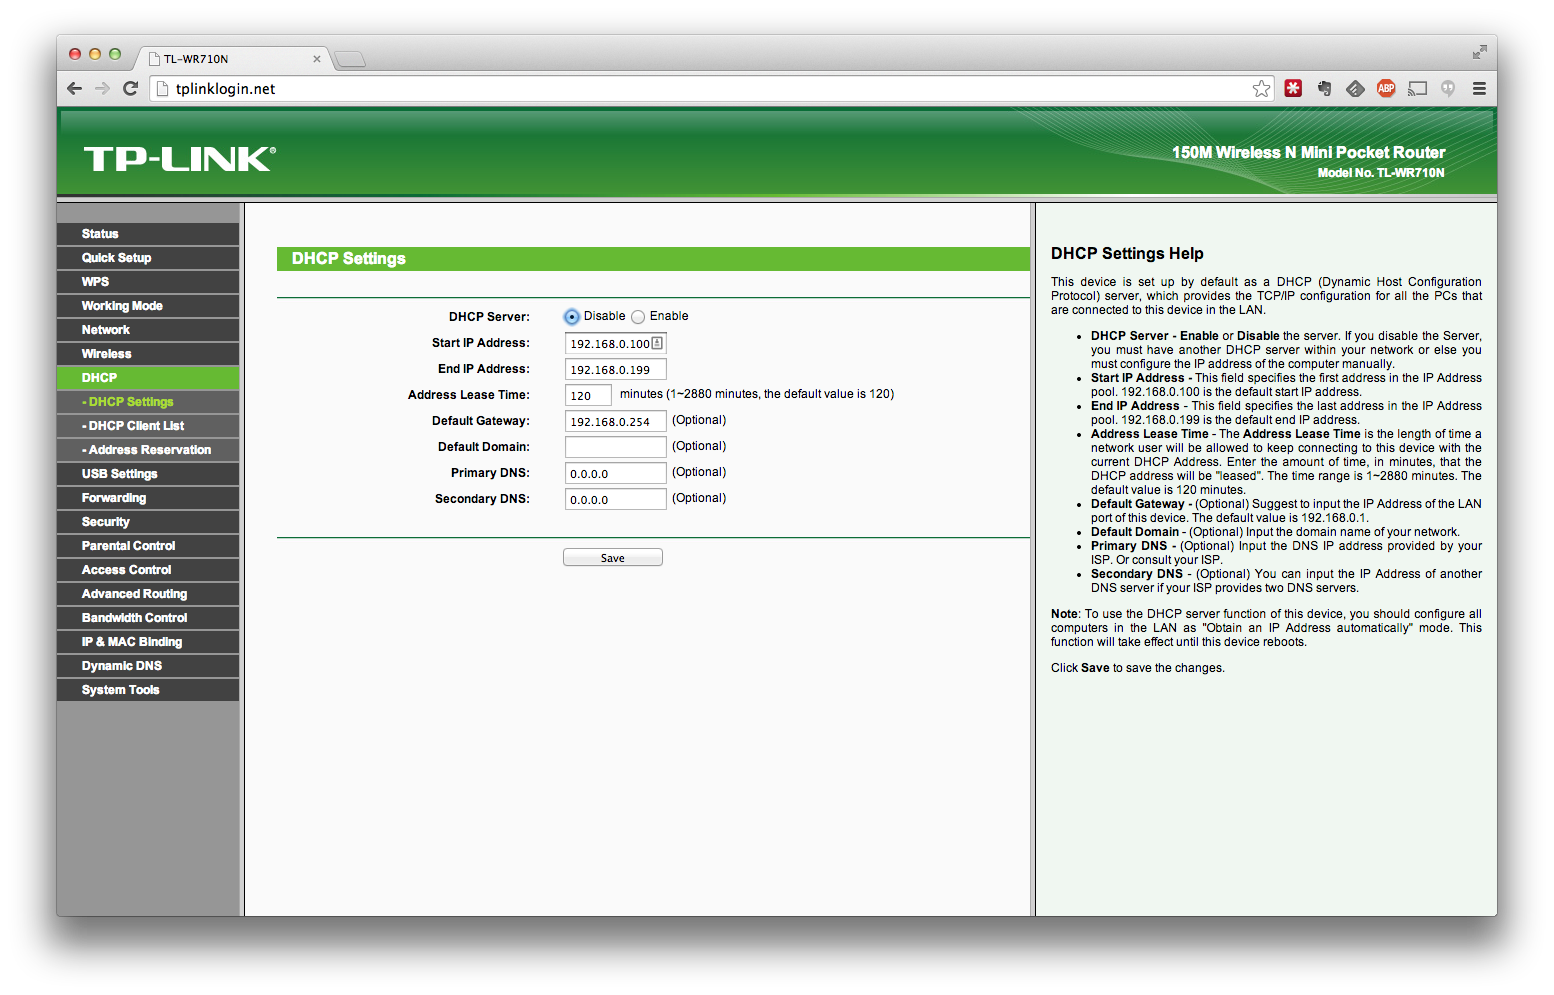 TL-WR710N
tplinklogin.net
ABP
TP-LINK®
150M Wireless N Mini Pocket Router
Model No. TL-WR710N
Status
Quick Setup
WPS
Working Mode
Network
Wireless
DHCP
- DHCP Settings
- DHCP Client List
- Address Reservation
USB Settings
Forwarding
Security
Parental Control
Access Control
Advanced Routing
Bandwidth Control
IP & MAC Binding
Dynamic DNS
System Tools
DHCP Settings
DHCP Server: Disable Enable
Start IP Address: 192.168.0.100
End IP Address: 192.168.0.199
Address Lease Time: 120 minutes (1~2880 minutes, the default value is 120)
Default Gateway: 192.168.0.254 (Optional)
Default Domain: (Optional)
Primary DNS: 0.0.0.0 (Optional)
Secondary DNS: 0.0.0.0 (Optional)
Save
DHCP Settings Help
This device is set up by default as a DHCP (Dynamic Host Configuration
Protocol) server, which provides the TCP/IP configuration for all the PCs that
are connected to this device in the LAN.
• DHCP Server - Enable or Disable the server. If you disable the Server,
you must have another DHCP server within your network or else you
must configure the IP address of the computer manually.
• Start IP Address - This field specifies the first address in the IP Address
pool. 192.168.0.100 is the default start IP address.
• End IP Address - This field specifies the last address in the IP Address
pool. 192.168.0.199 is the default end IP address.
• Address Lease Time - The Address Lease Time is the length of time a
network user will be allowed to keep connecting to this device with the
current DHCP Address. Enter the amount of time, in minutes, that the
DHCP address will be "leased". The time range is 1~2880 minutes. The
default value is 120 minutes.
• Default Gateway - (Optional) Suggest to input the IP Address of the LAN
port of this device. The default value is 192.168.0.1.
• Default Domain - (Optional) Input the domain name of your network.
• Primary DNS - (Optional) Input the DNS IP address provided by your
ISP. Or consult your ISP.
• Secondary DNS - (Optional) You can input the IP Address of another
DNS server if your ISP provides two DNS servers.
Note: To use the DHCP server function of this device, you should configure all
computers in the LAN as "Obtain an IP Address automatically" mode. This
function will take effect until this device reboots.
Click Save to save the changes.